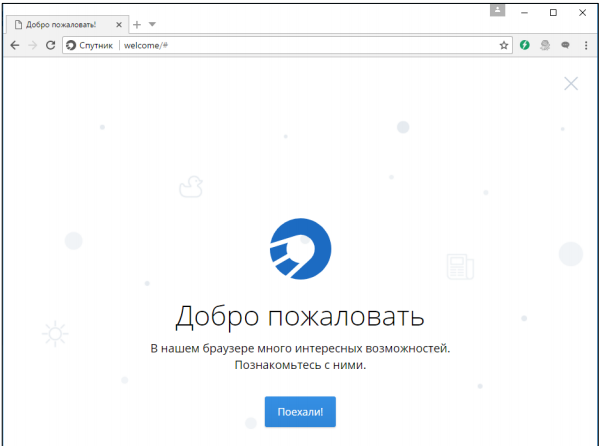 Добро пожаловать!
Спутник welcome/#
Добро пожаловать
В нашем браузере много интересных возможностей.
Познакомьтесь с ними.
Поехали!